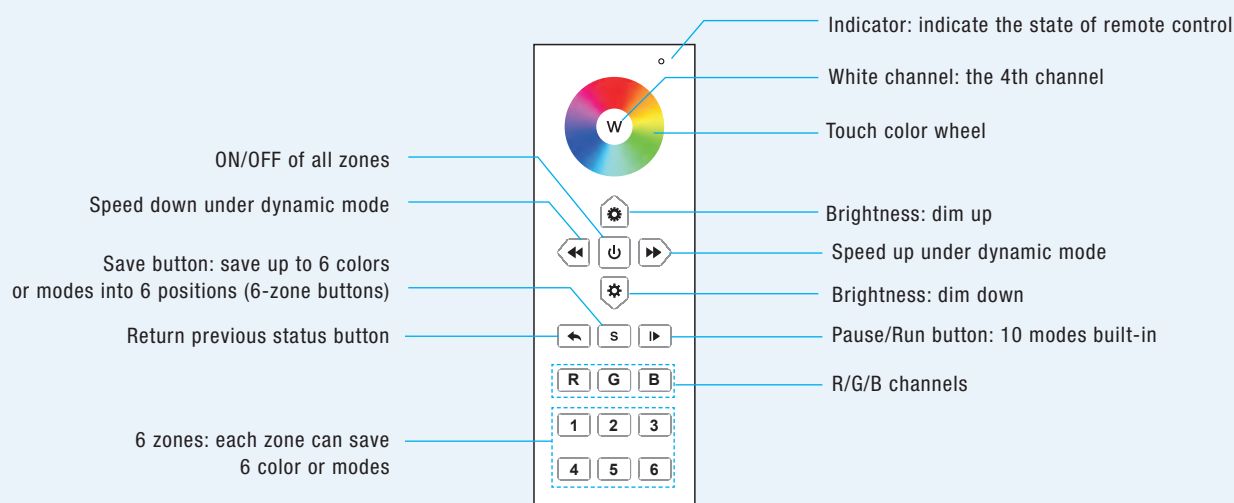 Indicator: indicate the state of remote control
White channel: the 4th channel
W
Touch color wheel
ON/OFF of all zones
Speed down under dynamic mode
Brightness: dim up
Speed up under dynamic mode
Save button: save up to 6 colors
or modes into 6 positions (6-zone buttons)
Brightness: dim down
Return previous status button
S
Pause/Run button: 10 modes built-in
R G B
R/G/B channels
1 2 3
6 zones: each zone can save
6 color or modes
4 5 6